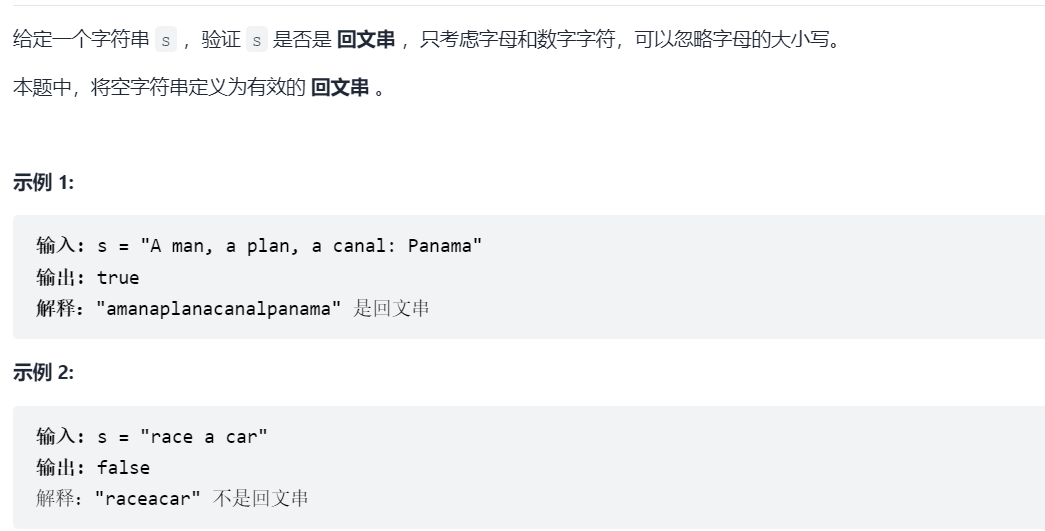 给定一个字符串 s ，验证 s 是否是 回文串 ，只考虑字母和数字字符，可以忽略字母的大小写。
本题中，将空字符串定义为有效的 回文串 。
示例 1:
输入: s = "A man, a plan, a canal: Panama"
输出: true
解释："amanaplanacanalpanama" 是回文串
示例 2:
输入: s = "race a car"
输出: false
解释："raceacar" 不是回文串